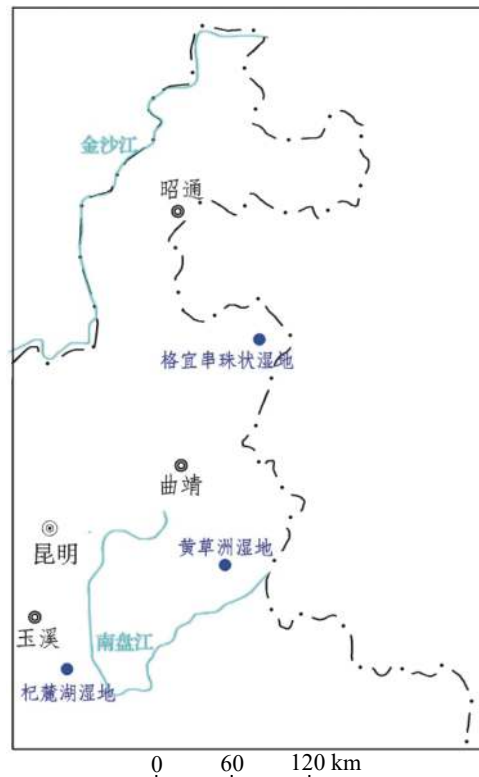 金沙江
昭通
格宜串珠状湿地
曲靖
昆明
黄草洲湿地
玉溪
南盘江
杞麓湖湿地
0 60 120 km